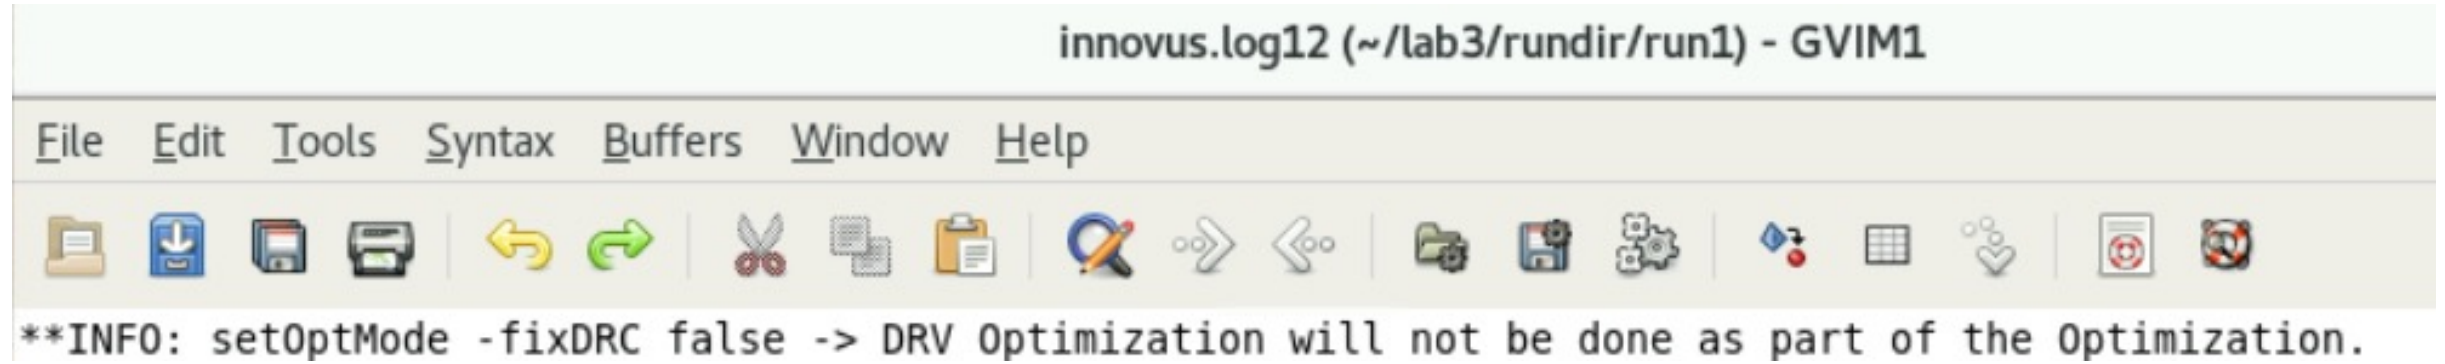 innovus.log12 (~/lab3/rundir/run1) - GVIM1
File Edit Tools Syntax Buffers Window Help
**INFO: setOptMode -fixDRC false -> DRV Optimization will not be done as part of the Optimization.